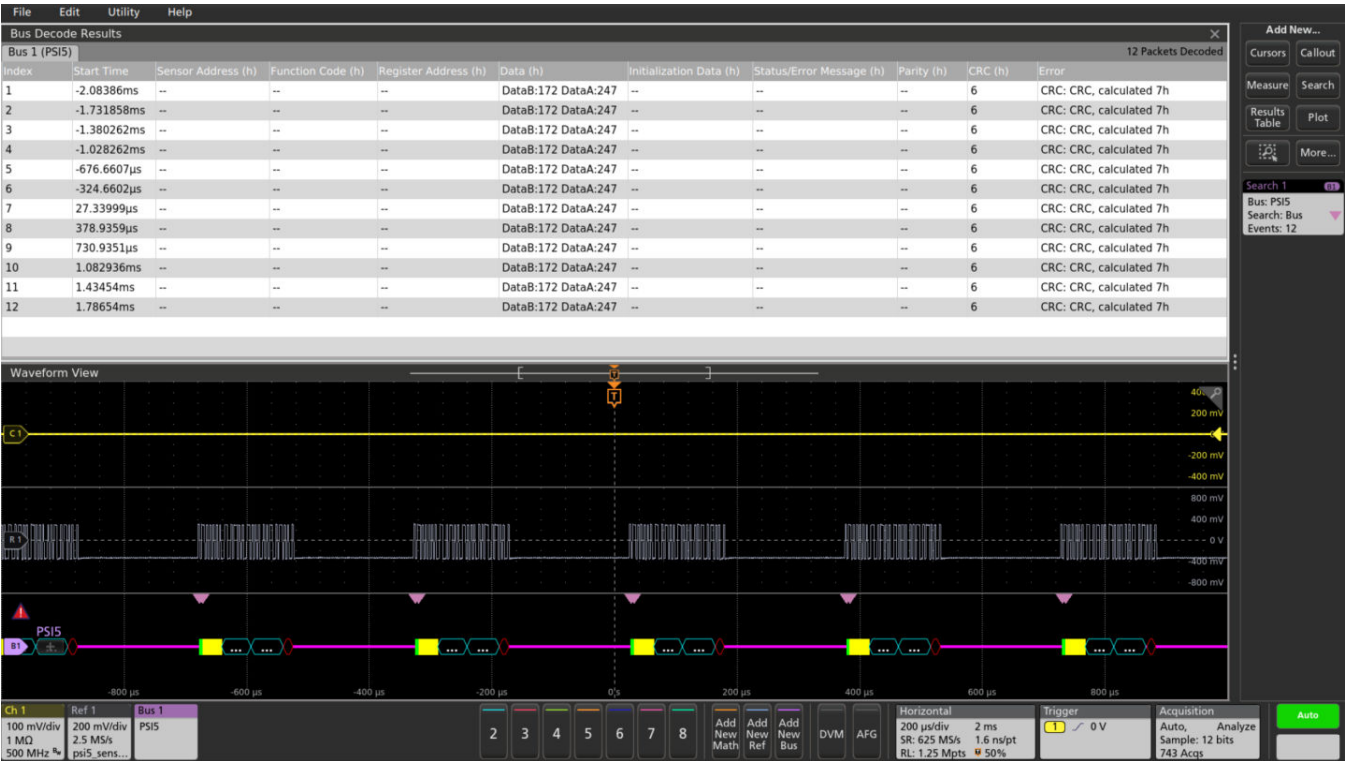 File Edit Utility Help
Bus Decode Results
Bus 1 (PSI5) 12 Packets Decoded
Index Start Time Sensor Address (h) Function Code (h) Register Address (h) Data (h) Initialization Data (h) Status/Error Message (h) Parity (h) CRC (h) Error
1 -2.08386ms -- -- -- DataB:172 DataA:247 -- -- -- 6 CRC: CRC, calculated 7h
2 -1.731858ms -- -- -- DataB:172 DataA:247 -- -- -- 6 CRC: CRC, calculated 7h
3 -1.380262ms -- -- -- DataB:172 DataA:247 -- -- -- 6 CRC: CRC, calculated 7h
4 -1.028262ms -- -- -- DataB:172 DataA:247 -- -- -- 6 CRC: CRC, calculated 7h
5 -676.6607µs -- -- -- DataB:172 DataA:247 -- -- -- 6 CRC: CRC, calculated 7h
6 -324.6602µs -- -- -- DataB:172 DataA:247 -- -- -- 6 CRC: CRC, calculated 7h
7 27.33999µs -- -- -- DataB:172 DataA:247 -- -- -- 6 CRC: CRC, calculated 7h
8 378.9359µs -- -- -- DataB:172 DataA:247 -- -- -- 6 CRC: CRC, calculated 7h
9 730.9351µs -- -- -- DataB:172 DataA:247 -- -- -- 6 CRC: CRC, calculated 7h
10 1.082936ms -- -- -- DataB:172 DataA:247 -- -- -- 6 CRC: CRC, calculated 7h
11 1.43454ms -- -- -- DataB:172 DataA:247 -- -- -- 6 CRC: CRC, calculated 7h
12 1.78654ms -- -- -- DataB:172 DataA:247 -- -- -- 6 CRC: CRC, calculated 7h
Waveform View
T
T
200 mV
C1
-200 mV
-400 mV
800 mV
400 mV
R1
0 V
-400 mV
-800 mV
PSI5
B1
... ... ... ... ... ... ... ... ... ...
-800 µs -600 µs -400 µs -200 µs 0 s 200 µs 400 µs 600 µs 800 µs
Add New...
Cursors Callout
Measure Search
Results Table Plot
More...
Search 1 B1
Bus: PSI5
Search: Bus
Events: 12
Ch 1
100 mV/div
1 MΩ
500 MHz
Ref 1
200 mV/div
2.5 MS/s
psi5_sens...
Bus 1
PSI5
2 3 4 5 6 7 8
Add New Math
Add New Ref
Add New Bus
DVM AFG
Horizontal
200 µs/div 2 ms
SR: 625 MS/s 1.6 ns/pt
RL: 1.25 Mpts 50%
Trigger
1 0 V
Acquisition
Auto, Analyze
Sample: 12 bits
743 Acqs
Auto